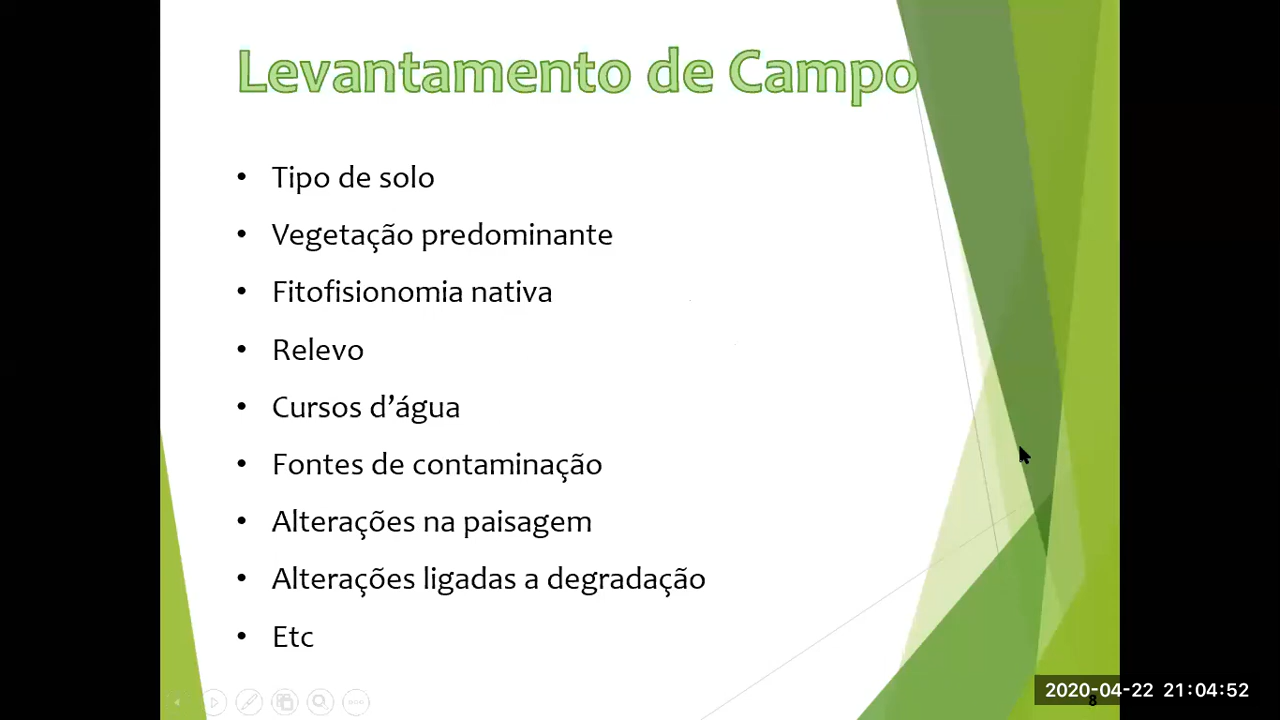 Levantamento de Campo
• Tipo de solo
• Vegetação predominante
• Fitofisionomia nativa
• Relevo
• Cursos d’água
• Fontes de contaminação
• Alterações na paisagem
• Alterações ligadas a degradação
• Etc
2020-04-22 21:04:52
8